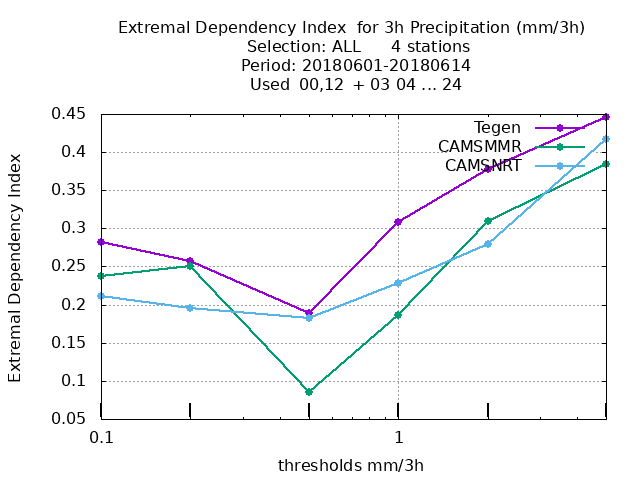 Extremal Dependency Index  for 3h Precipitation (mm/3h)
Selection: ALL      4 stations
Period: 20180601-20180614
Used  00,12  + 03 04 ... 24
0.45
0.4
0.35
0.3
0.25
0.2
0.15
0.1
0.05
Extremal Dependency Index
Tegen
CAMSMMR
CAMSNRT
0.1
1
thresholds mm/3h